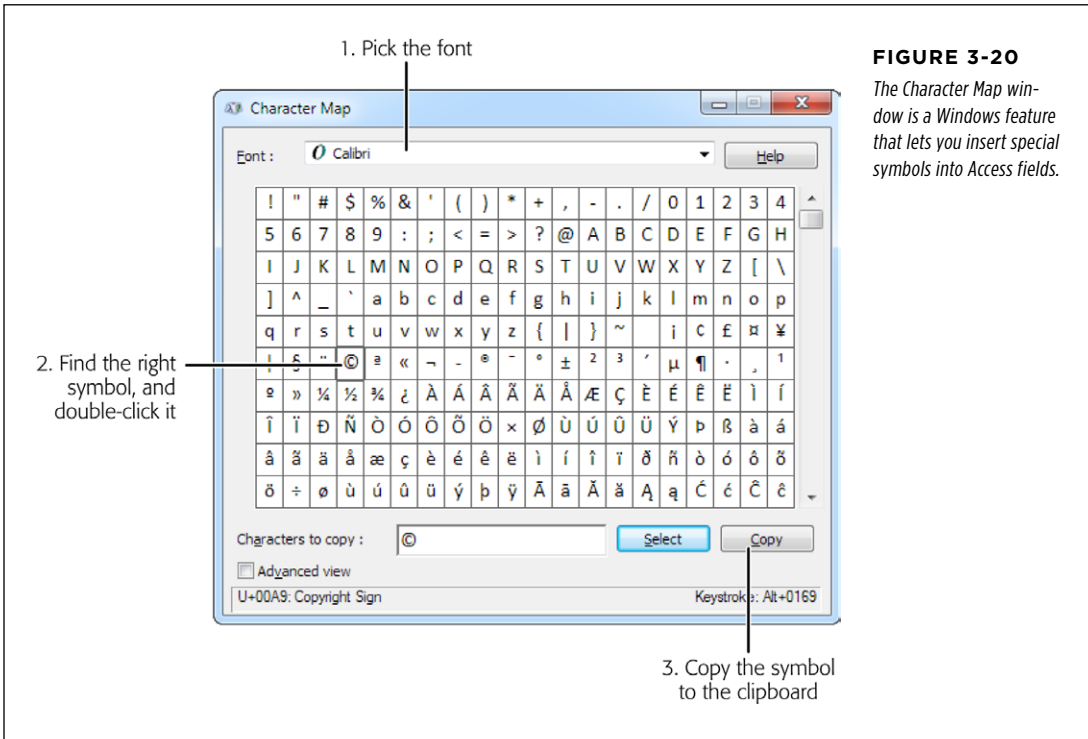 1. Pick the font
FIGURE 3-20
The Character Map win-
dow is a Windows feature
that lets you insert special
symbols into Access fields.
Character Map
Font : O Calibri Help
! " # $ % & ' ( ) * + , - . / 0 1 2 3 4
5 6 7 8 9 : ; < = > ? @ A B C D E F G H
I J K L M N O P Q R S T U V W X Y Z [ \
] ^ _ ` a b c d e f g h i j k l m n o p
q r s t u v w x y z { | } ~ ¡ ¢ £ ¤ ¥
¦ § ¨ © ª « ¬ - ® ¯ ° ± ² ³ ´ µ ¶ · ¸ ¹
º » ¼ ½ ¾ ¿ À Á Â Ã Ä Å Æ Ç È É Ê Ë Ì Í
Î Ï Ð Ñ Ò Ó Ô Õ Ö × Ø Ù Ú Û Ü Ý Þ ß à á
â ã ä å æ ç è é ê ë ì í î ï ð ñ ò ó ô õ
ö ÷ ø ù ú û ü ý þ ÿ Ā ā Ă ă Ą ą Ć ć Ĉ ĉ
2. Find the right
symbol, and
double-click it
Characters to copy : © Select Copy
Advanced view
U+00A9: Copyright Sign Keystroke: Alt+0169
3. Copy the symbol
to the clipboard